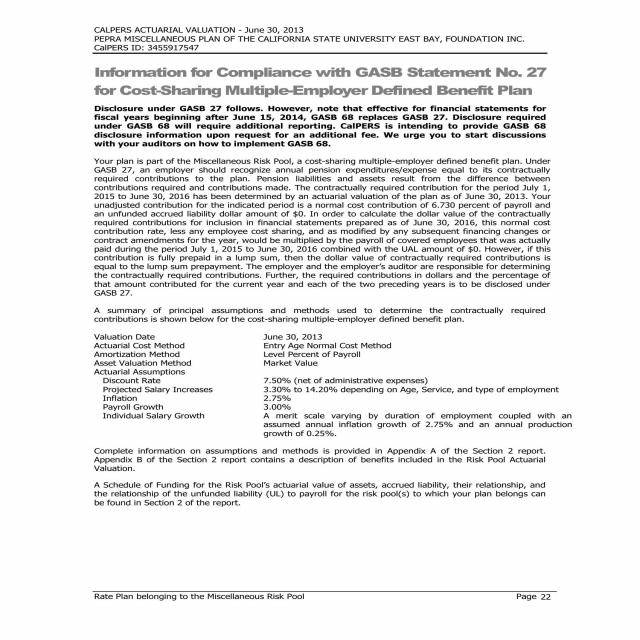 CALPERS ACTUARIAL VALUATION - June 30, 2013
PEPRA MISCELLANEOUS PLAN OF THE CALIFORNIA STATE UNIVERSITY EAST BAY, FOUNDATION INC.
CalPERS ID: 3455917547
Information for Compliance with GASB Statement No. 27
for Cost-Sharing Multiple-Employer Defined Benefit Plan
Disclosure under GASB 27 follows. However, note that effective for financial statements for
fiscal years beginning after June 15, 2014, GASB 68 replaces GASB 27. Disclosure required
under GASB 68 will require additional reporting. CalPERS is intending to provide GASB 68
disclosure information upon request for an additional fee. We urge you to start discussions
with your auditors on how to implement GASB 68.
Your plan is part of the Miscellaneous Risk Pool, a cost-sharing multiple-employer defined benefit plan. Under
GASB 27, an employer should recognize annual pension expenditures/expense equal to its contractually
required contributions to the plan. Pension liabilities and assets result from the difference between
contributions required and contributions made. The contractually required contribution for the period July 1,
2015 to June 30, 2016 has been determined by an actuarial valuation of the plan as of June 30, 2013. Your
unadjusted contribution for the indicated period is a normal cost contribution of 6.730 percent of payroll and
an unfunded accrued liability dollar amount of $0. In order to calculate the dollar value of the contractually
required contributions for inclusion in financial statements prepared as of June 30, 2016, this normal cost
contribution rate, less any employee cost sharing, and as modified by any subsequent financing changes or
contract amendments for the year, would be multiplied by the payroll of covered employees that was actually
paid during the period July 1, 2015 to June 30, 2016 combined with the UAL amount of $0. However, if this
contribution is fully prepaid in a lump sum, then the dollar value of contractually required contributions is
equal to the lump sum prepayment. The employer and the employer's auditor are responsible for determining
the contractually required contributions. Further, the required contributions in dollars and the percentage of
that amount contributed for the current year and each of the two preceding years is to be disclosed under
GASB 27.
A summary of principal assumptions and methods used to determine the contractually required
contributions is shown below for the cost-sharing multiple-employer defined benefit plan.
Valuation Date June 30, 2013
Actuarial Cost Method Entry Age Normal Cost Method
Amortization Method Level Percent of Payroll
Asset Valuation Method Market Value
Actuarial Assumptions
Discount Rate 7.50% (net of administrative expenses)
Projected Salary Increases 3.30% to 14.20% depending on Age, Service, and type of employment
Inflation 2.75%
Payroll Growth 3.00%
Individual Salary Growth A merit scale varying by duration of employment coupled with an
assumed annual inflation growth of 2.75% and an annual production
growth of 0.25%.
Complete information on assumptions and methods is provided in Appendix A of the Section 2 report.
Appendix B of the Section 2 report contains a description of benefits included in the Risk Pool Actuarial
Valuation.
A Schedule of Funding for the Risk Pool's actuarial value of assets, accrued liability, their relationship, and
the relationship of the unfunded liability (UL) to payroll for the risk pool(s) to which your plan belongs can
be found in Section 2 of the report.
Rate Plan belonging to the Miscellaneous Risk Pool Page 22